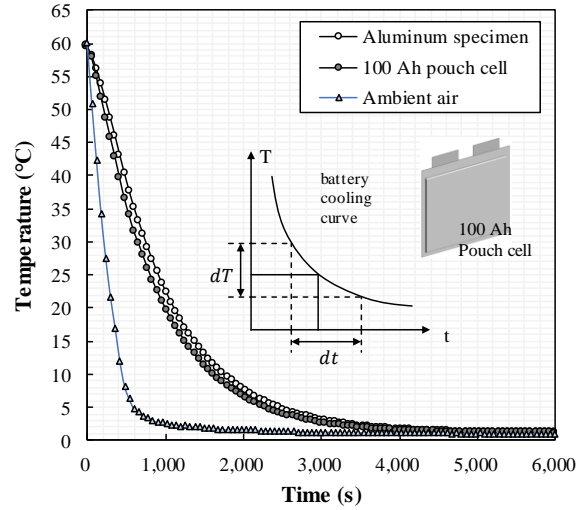 65
60
55
50
45
40
35
30
25
20
15
10
5
0
Temperature (°C)
Aluminum specimen
100 Ah pouch cell
Ambient air
T
battery
cooling
curve
dT
dt
t
100 Ah
Pouch cell
0 1,000 2,000 3,000 4,000 5,000 6,000
Time (s)